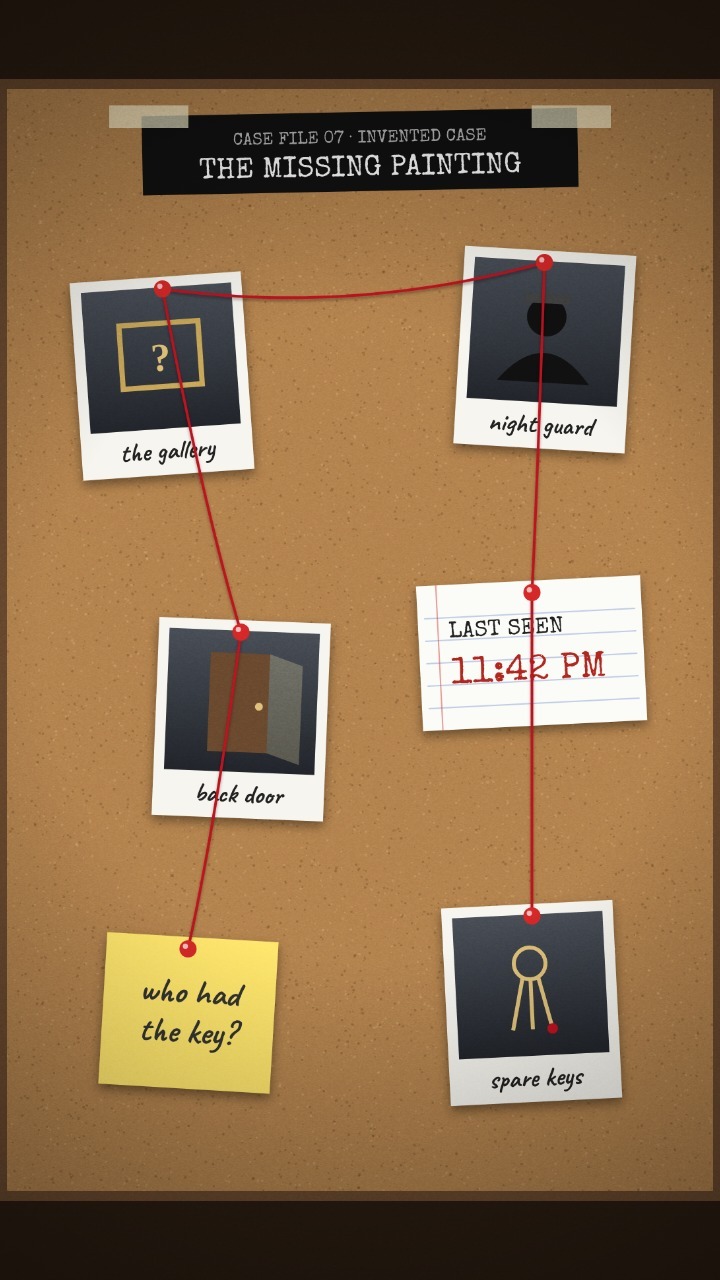 CASE FILE 07 · INVENTED CASE
THE MISSING PAINTING
?
the gallery
night guard
LAST SEEN
11:42 PM
back door
who had
the key?
spare keys